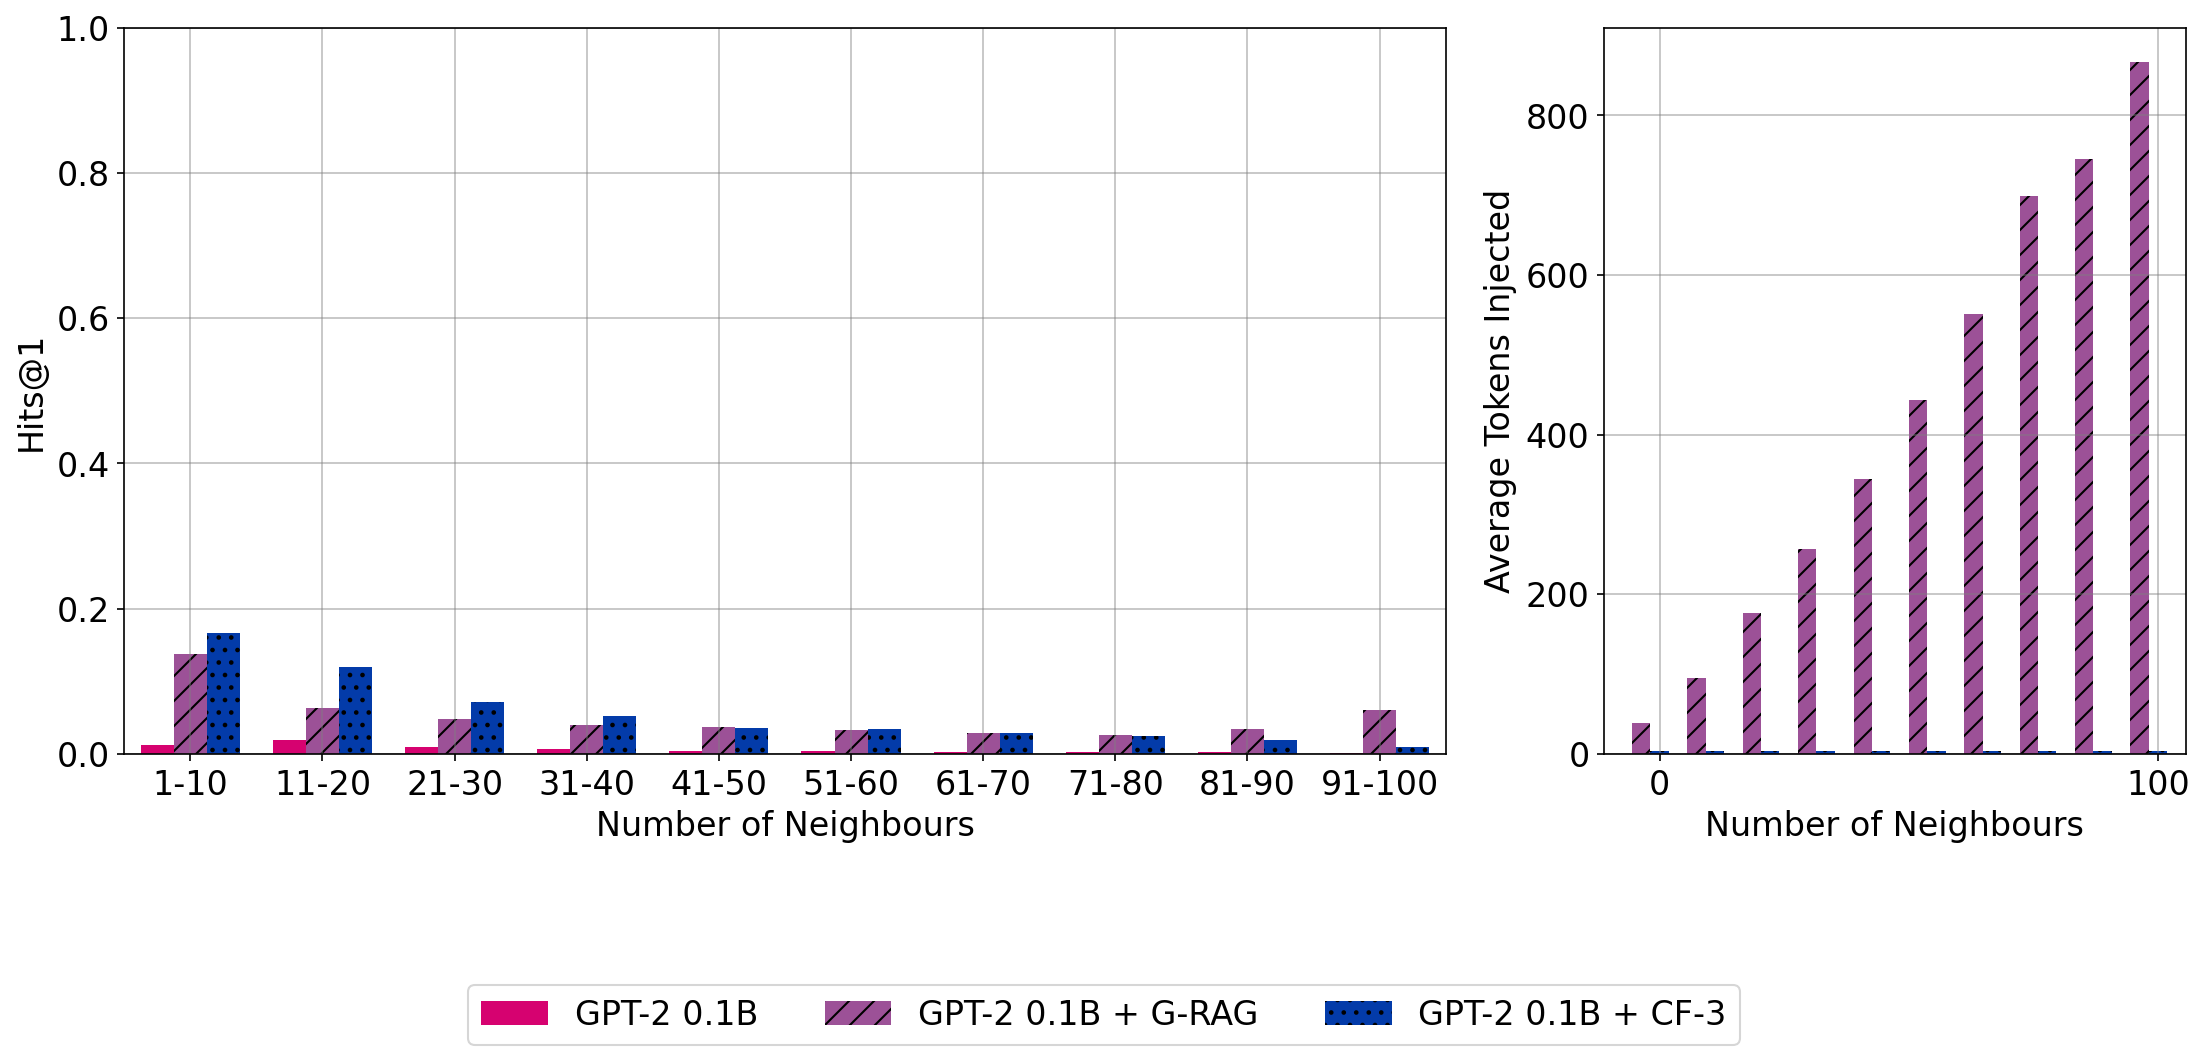 1.0
0.8
0.6
0.4
0.2
0.0
Hits@1
1-10 11-20 21-30 31-40 41-50 51-60 61-70 71-80 81-90 91-100
Number of Neighbours
800
600
400
200
0
Average Tokens Injected
0 100
Number of Neighbours
GPT-2 0.1B GPT-2 0.1B + G-RAG GPT-2 0.1B + CF-3